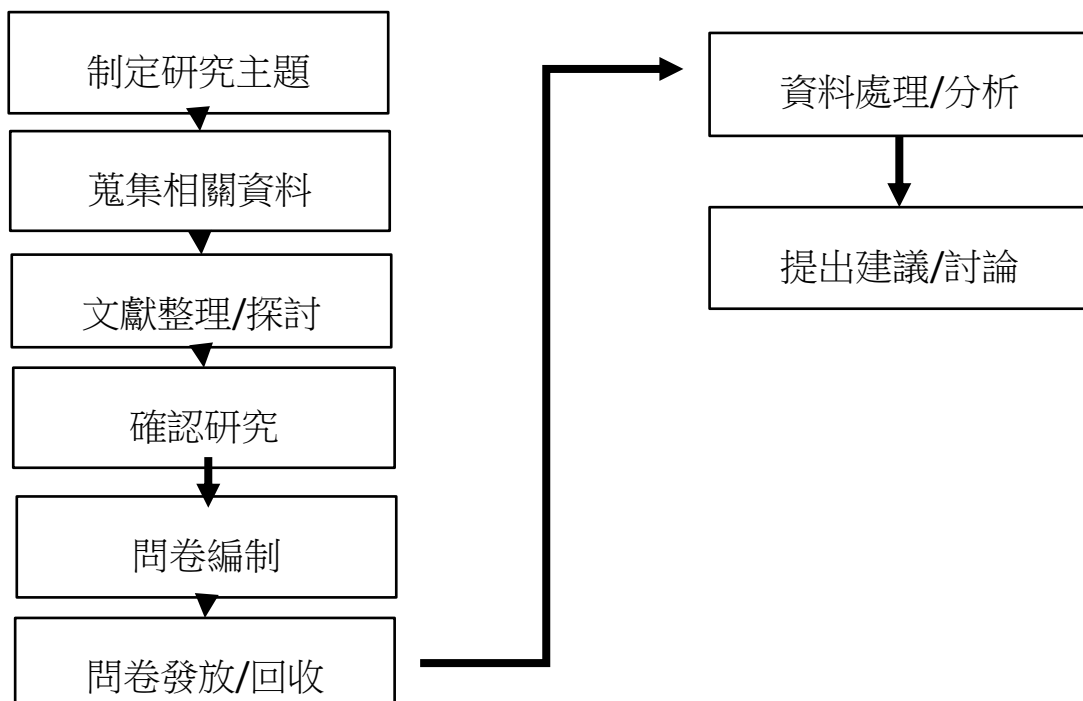 制定研究主題
蒐集相關資料
文獻整理/探討
確認研究
問卷編制
問卷發放/回收
資料處理/分析
提出建議/討論